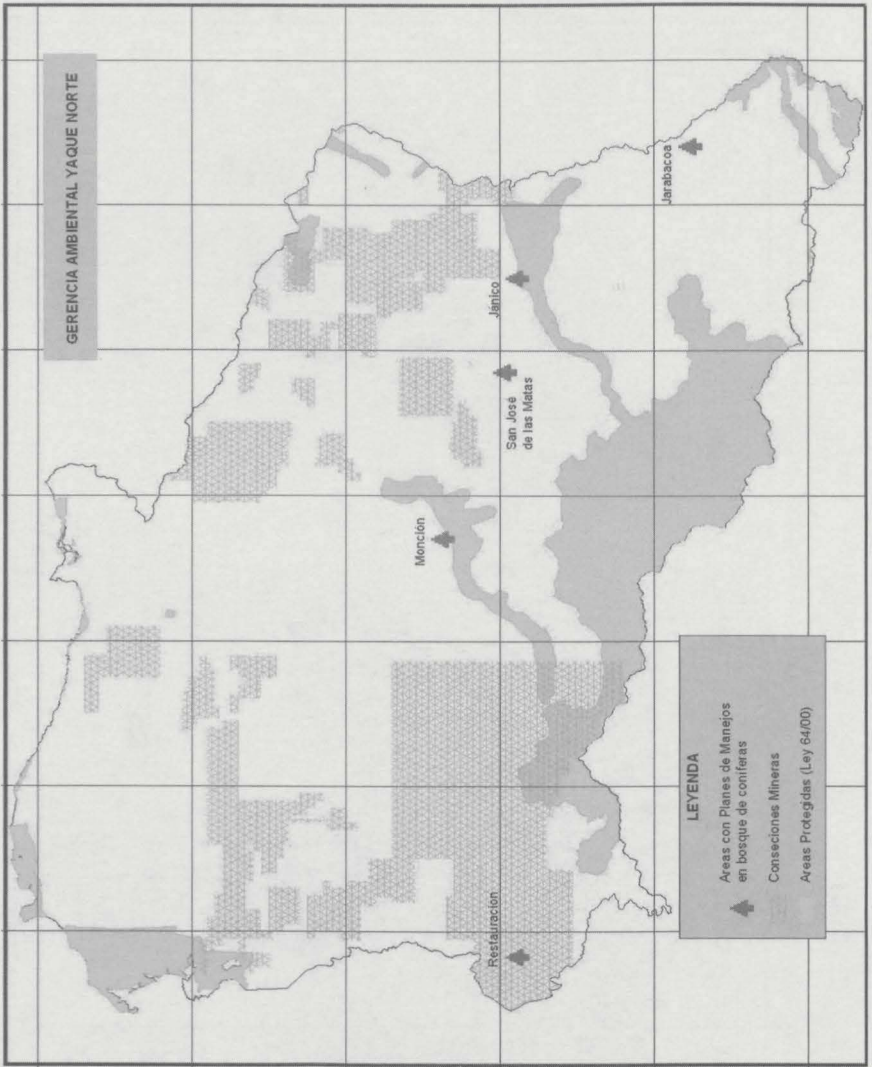 GERENCIA AMBIENTAL YAQUE NORTE
Restauracion
Monción
San José
de las Matas
Jánico
Jarabacoa
LEYENDA
Areas con Planes de Manejos
en bosque de coniferas
Conseciones Mineras
Areas Protegidas (Ley 64/00)